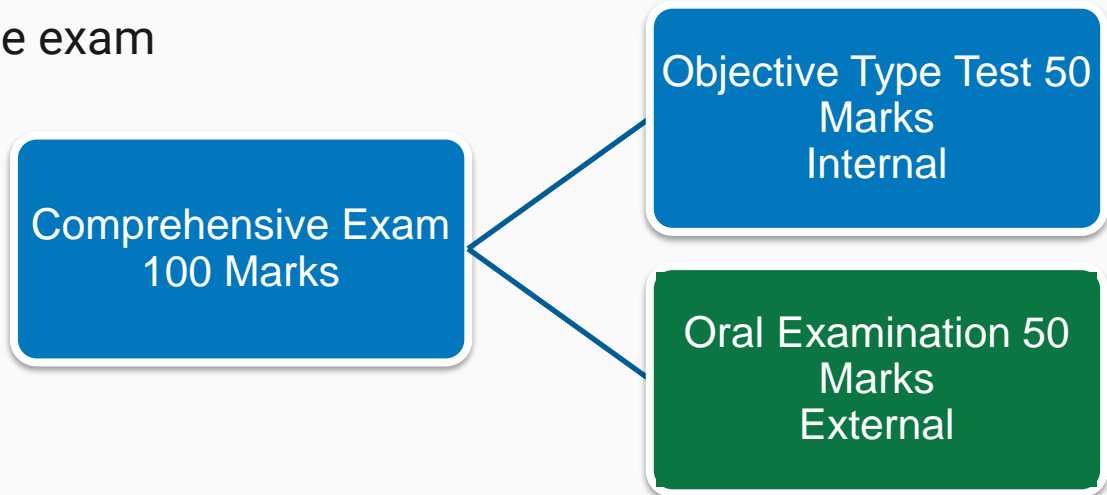 e exam
Comprehensive Exam
100 Marks
Objective Type Test 50
Marks
Internal
Oral Examination 50
Marks
External